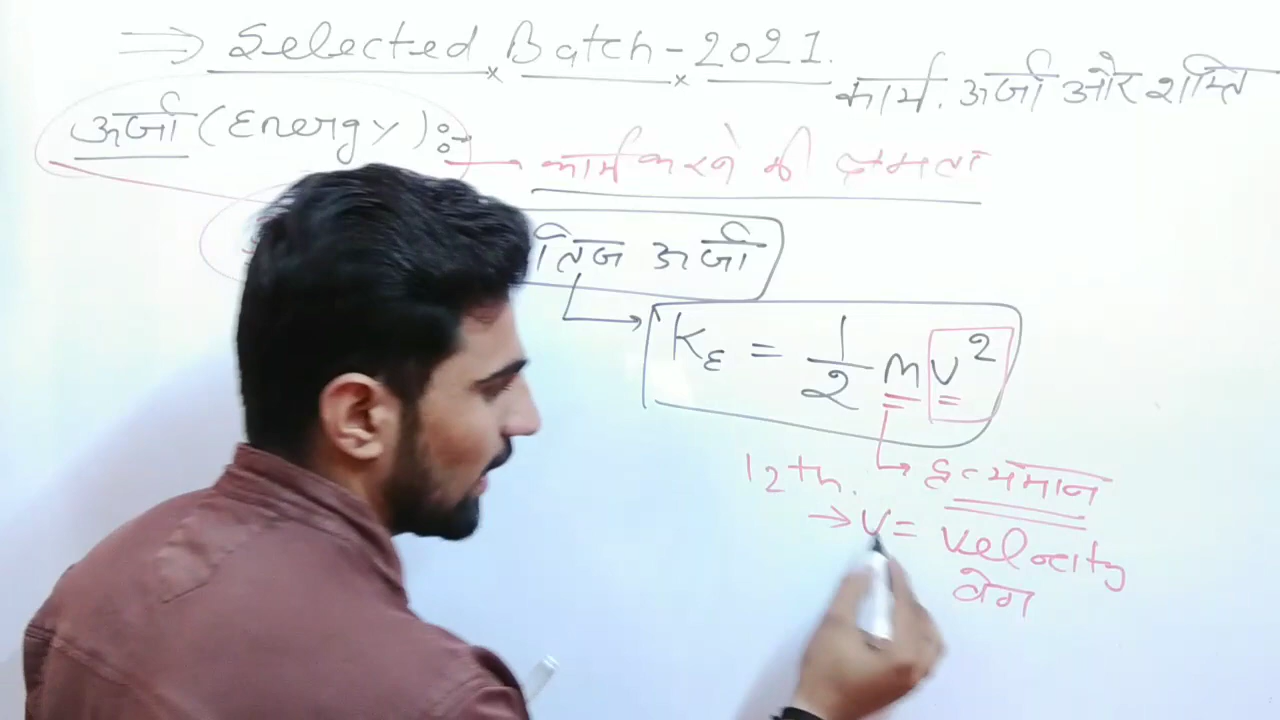 ⇒ Selected Batch - 2021.
कार्य. ऊर्जा और शक्ति
ऊर्जा (Energy) :-
कार्य करने की क्षमता
तिज ऊर्जा
KE = 1/2 mv²
12th.
→ द्रव्यमान
→ v = velocity
वेग